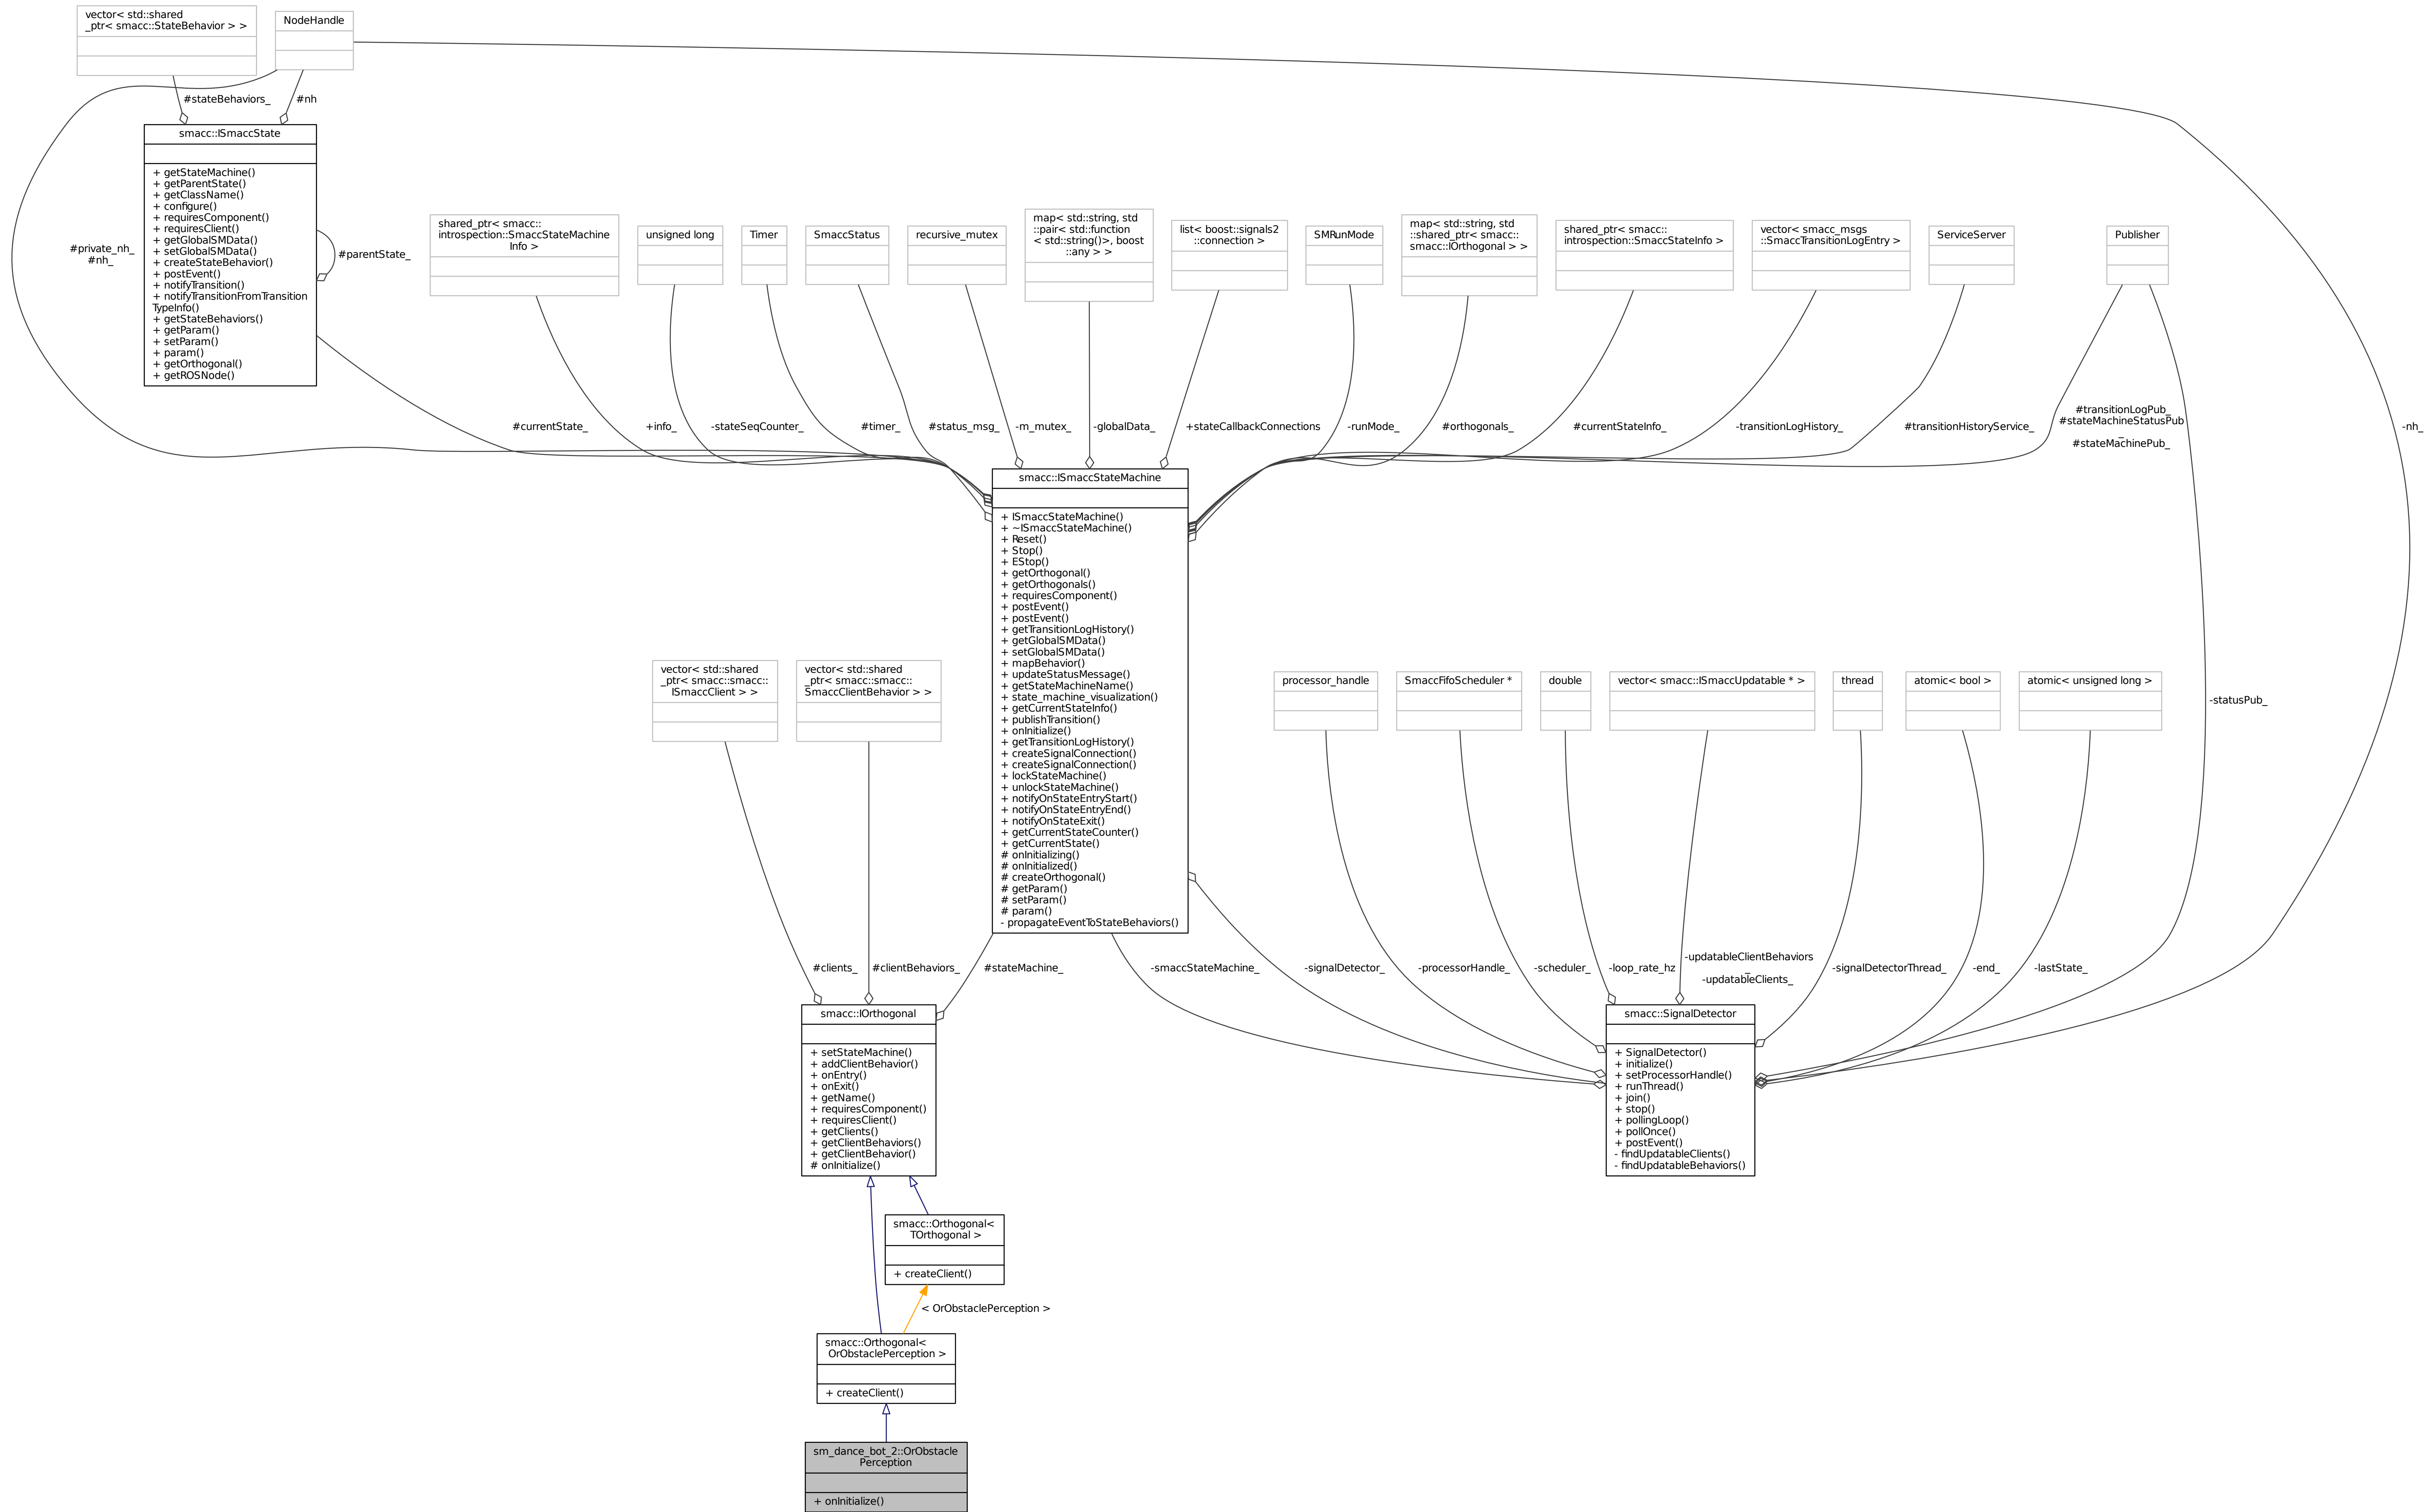 vector< std::shared
_ptr< smacc::StateBehavior > >
NodeHandle
#stateBehaviors_
#nh
smacc::ISmaccState
+ getStateMachine()
+ getParentState()
+ getClassName()
+ configure()
+ requiresComponent()
+ requiresClient()
+ getGlobalSMData()
+ setGlobalSMData()
+ createStateBehavior()
+ postEvent()
+ notifyTransition()
+ notifyTransitionFromTransition
TypeInfo()
+ getStateBehaviors()
+ getParam()
+ setParam()
+ param()
+ getOrthogonal()
+ getROSNode()
#private_nh_
#nh_
#parentState_
shared_ptr< smacc::
introspection::SmaccStateMachine
Info >
unsigned long
Timer
SmaccStatus
recursive_mutex
map< std::string, std
::pair< std::function
< std::string()>, boost
::any > >
list< boost::signals2
::connection >
SMRunMode
map< std::string, std
::shared_ptr< smacc::
smacc::IOrthogonal > >
shared_ptr< smacc::
introspection::SmaccStateInfo >
vector< smacc_msgs
::SmaccTransitionLogEntry >
ServiceServer
Publisher
#currentState_
+info_
-stateSeqCounter_
#timer_
#status_msg_
-m_mutex_
-globalData_
+stateCallbackConnections
-runMode_
#orthogonals_
#currentStateInfo_
-transitionLogHistory_
#transitionHistoryService_
#transitionLogPub_
#stateMachineStatusPub
_
#stateMachinePub_
-nh_
smacc::ISmaccStateMachine
+ ISmaccStateMachine()
+ ~ISmaccStateMachine()
+ Reset()
+ Stop()
+ EStop()
+ getOrthogonal()
+ getOrthogonals()
+ requiresComponent()
+ postEvent()
+ postEvent()
+ getTransitionLogHistory()
+ getGlobalSMData()
+ setGlobalSMData()
+ mapBehavior()
+ updateStatusMessage()
+ getStateMachineName()
+ state_machine_visualization()
+ getCurrentStateInfo()
+ publishTransition()
+ onInitialize()
+ getTransitionLogHistory()
+ createSignalConnection()
+ createSignalConnection()
+ lockStateMachine()
+ unlockStateMachine()
+ notifyOnStateEntryStart()
+ notifyOnStateEntryEnd()
+ notifyOnStateExit()
+ getCurrentStateCounter()
+ getCurrentState()
# onInitializing()
# onInitialized()
# createOrthogonal()
# getParam()
# setParam()
# param()
- propagateEventToStateBehaviors()
vector< std::shared
_ptr< smacc::smacc::
ISmaccClient > >
vector< std::shared
_ptr< smacc::smacc::
SmaccClientBehavior > >
processor_handle
SmaccFifoScheduler *
double
vector< smacc::ISmaccUpdatable * >
thread
atomic< bool >
atomic< unsigned long >
-statusPub_
#clients_
#clientBehaviors_
#stateMachine_
-smaccStateMachine_
-signalDetector_
-processorHandle_
-scheduler_
-loop_rate_hz
-updatableClientBehaviors
_
-updatableClients_
-signalDetectorThread_
-end_
-lastState_
smacc::IOrthogonal
+ setStateMachine()
+ addClientBehavior()
+ onEntry()
+ onExit()
+ getName()
+ requiresComponent()
+ requiresClient()
+ getClients()
+ getClientBehaviors()
+ getClientBehavior()
# onInitialize()
smacc::SignalDetector
+ SignalDetector()
+ initialize()
+ setProcessorHandle()
+ runThread()
+ join()
+ stop()
+ pollingLoop()
+ pollOnce()
+ postEvent()
- findUpdatableClients()
- findUpdatableBehaviors()
smacc::Orthogonal<
TOrthogonal >
+ createClient()
< OrObstaclePerception >
smacc::Orthogonal<
OrObstaclePerception >
+ createClient()
sm_dance_bot_2::OrObstacle
Perception
+ onInitialize()